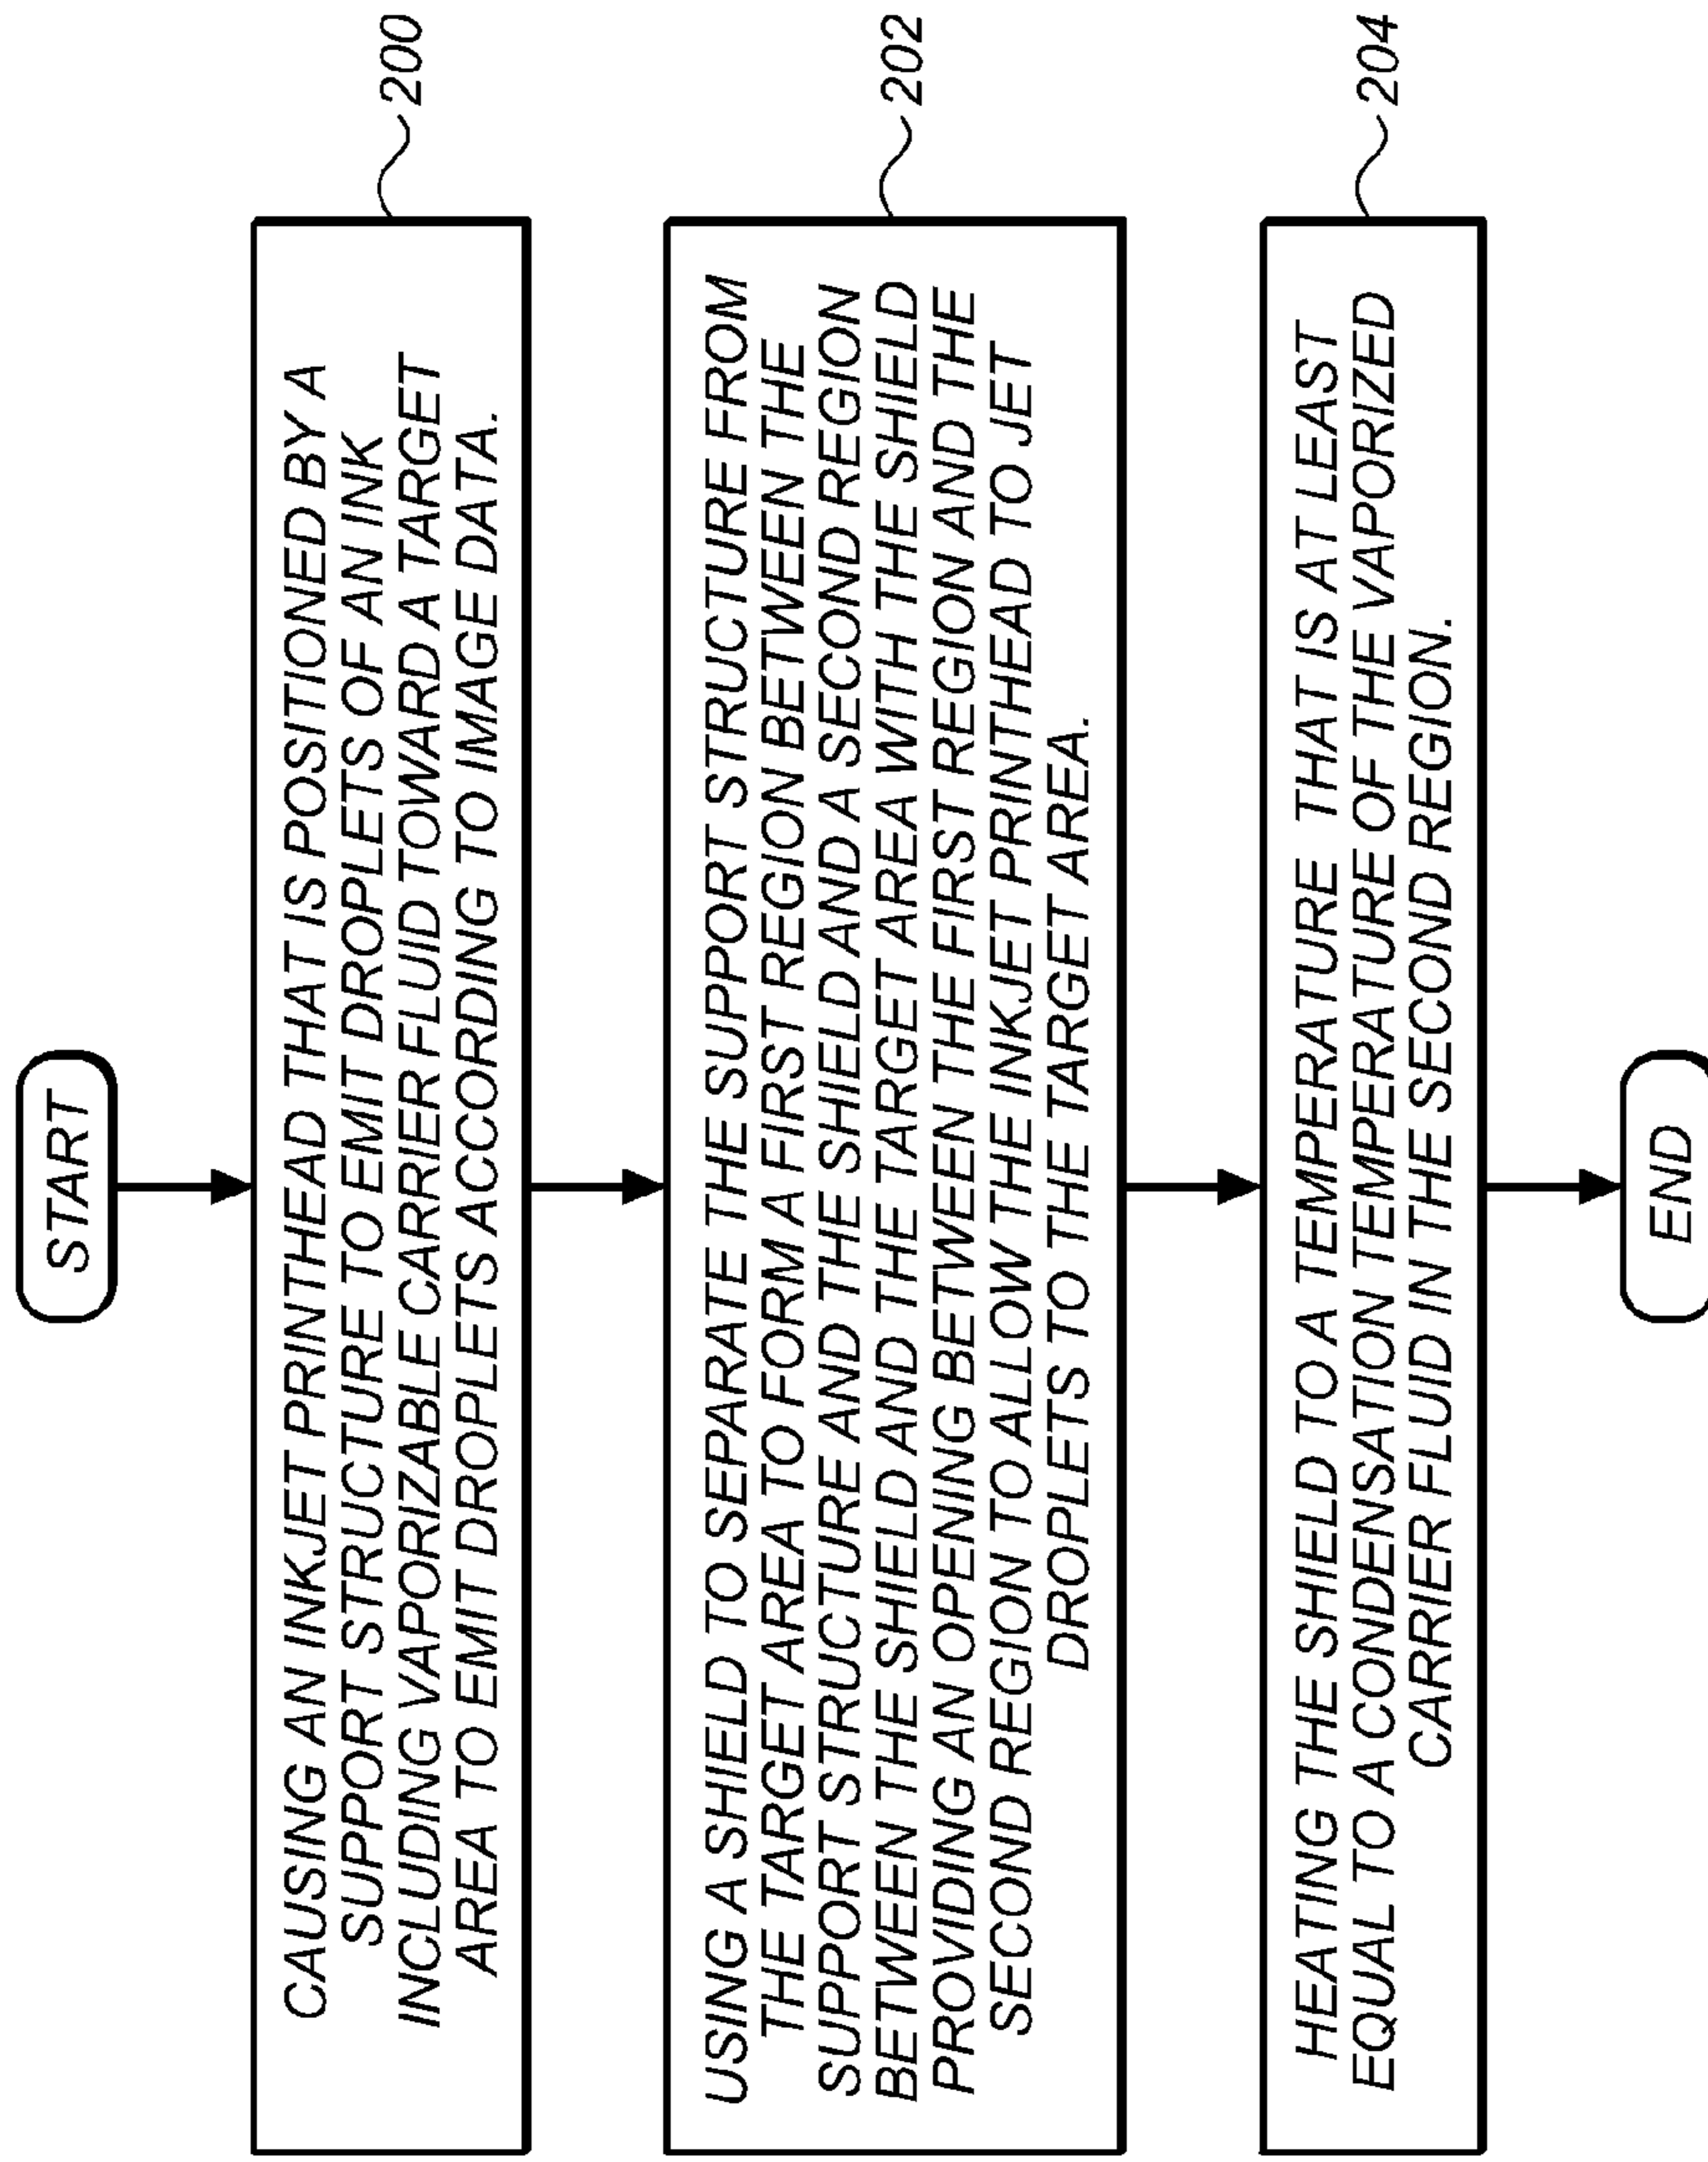 START
CAUSING AN INKJET PRINTHEAD THAT IS POSITIONED BY A
SUPPORT STRUCTURE TO EMIT DROPLETS OF AN INK
INCLUDING VAPORIZABLE CARRIER FLUID TOWARD A TARGET
AREA TO EMIT DROPLETS ACCORDING TO IMAGE DATA.
200
USING A SHIELD TO SEPARATE THE SUPPORT STRUCTURE FROM
THE TARGET AREA TO FORM A FIRST REGION BETWEEN THE
SUPPORT STRUCTURE AND THE SHIELD AND A SECOND REGION
BETWEEN THE SHIELD AND THE TARGET AREA WITH THE SHIELD
PROVIDING AN OPENING BETWEEN THE FIRST REGION AND THE
SECOND REGION TO ALLOW THE INKJET PRINTHEAD TO JET
DROPLETS TO THE TARGET AREA.
202
HEATING THE SHIELD TO A TEMPERATURE THAT IS AT LEAST
EQUAL TO A CONDENSATION TEMPERATURE OF THE VAPORIZED
CARRIER FLUID IN THE SECOND REGION.
204
END